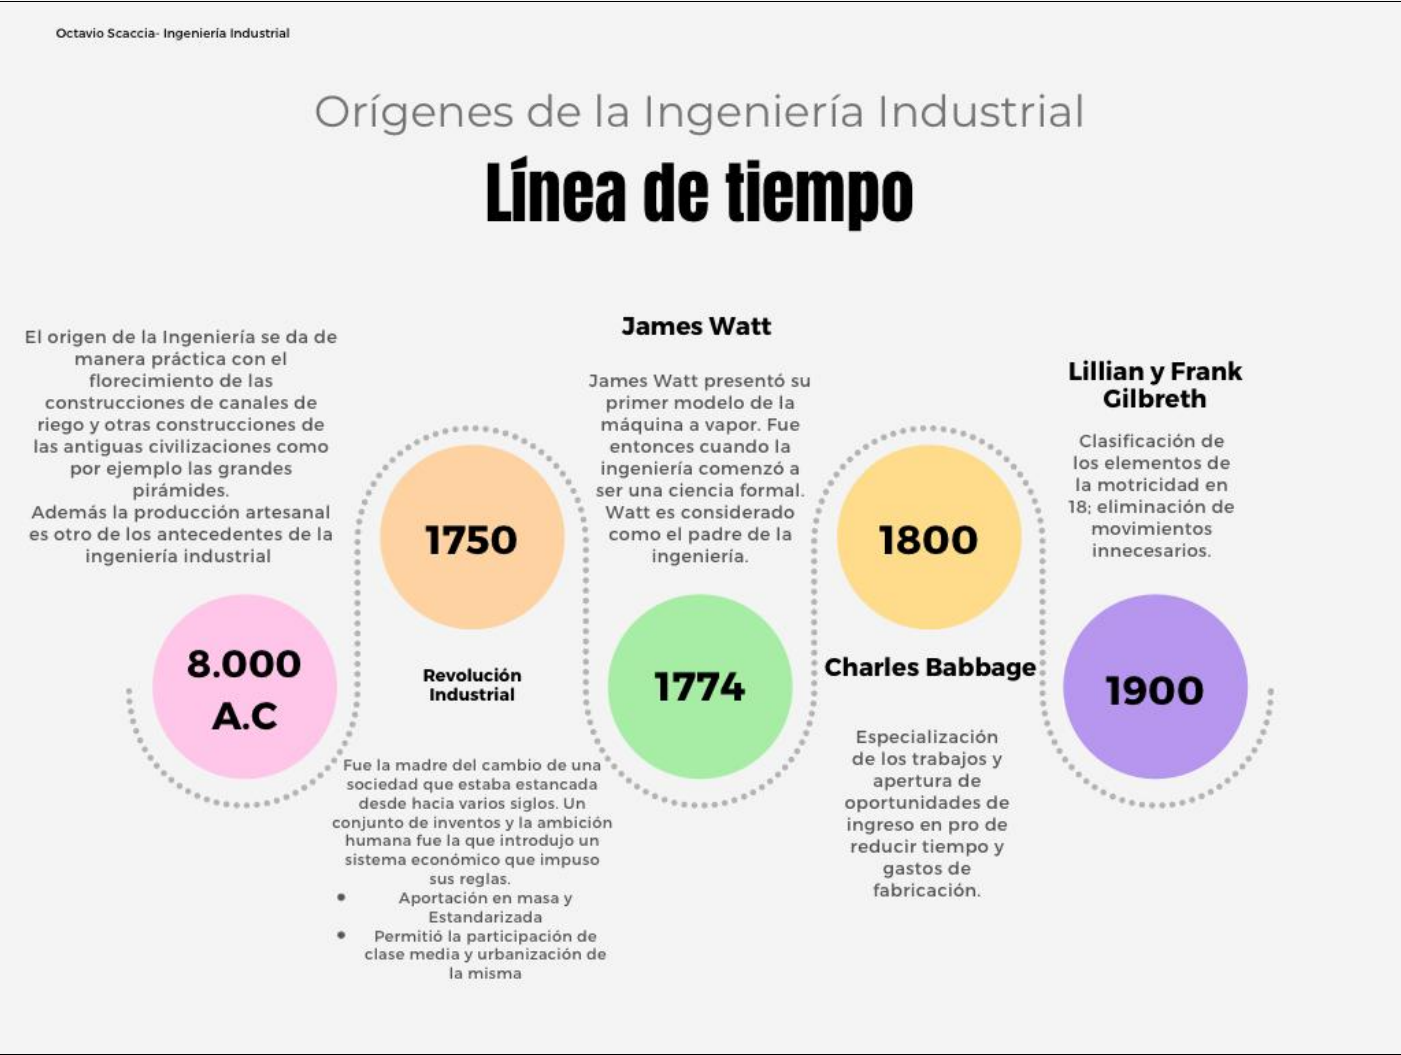 Octavio Scaccia- Ingeniería Industrial
Orígenes de la Ingeniería Industrial
Línea de tiempo
El origen de la Ingeniería se da de
manera práctica con el
florecimiento de las
construcciones de canales de
riego y otras construcciones de
las antiguas civilizaciones como
por ejemplo las grandes
pirámides.
Además la producción artesanal
es otro de los antecedentes de la
ingeniería industrial
8.000
A.C
1750
Revolución
Industrial
Fue la madre del cambio de una
sociedad que estaba estancada
desde hacia varios siglos. Un
conjunto de inventos y la ambición
humana fue la que introdujo un
sistema económico que impuso
sus reglas.
• Aportación en masa y
Estandarizada
• Permitió la participación de
clase media y urbanización de
la misma
James Watt
James Watt presentó su
primer modelo de la
máquina a vapor. Fue
entonces cuando la
ingeniería comenzó a
ser una ciencia formal.
Watt es considerado
como el padre de la
ingeniería.
1774
1800
Charles Babbage
Especialización
de los trabajos y
apertura de
oportunidades de
ingreso en pro de
reducir tiempo y
gastos de
fabricación.
Lillian y Frank
Gilbreth
Clasificación de
los elementos de
la motricidad en
18; eliminación de
movimientos
innecesarios.
1900